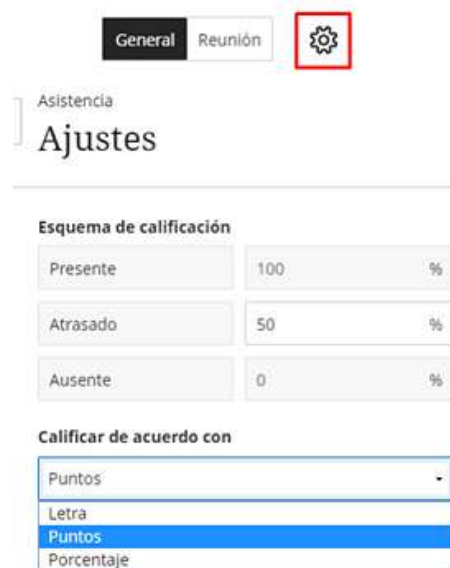 General Reunión
Asistencia
Ajustes
Esquema de calificación
Presente 100 %
Atrasado 50 %
Ausente 0 %
Calificar de acuerdo con
Puntos
Letra
Puntos
Porcentaje